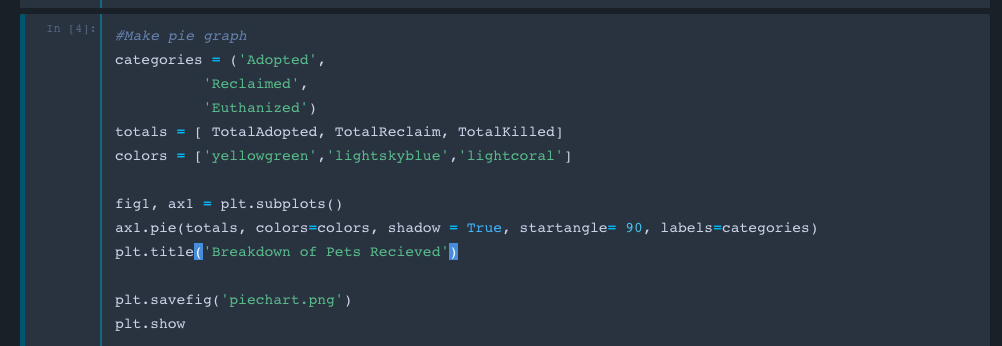 In [4]:
#Make pie graph
categories = ('Adopted',
'Reclaimed',
'Euthanized')
totals = [ TotalAdopted, TotalReclaim, TotalKilled]
colors = ['yellowgreen','lightskyblue','lightcoral']
fig1, ax1 = plt.subplots()
ax1.pie(totals, colors=colors, shadow = True, startangle= 90, labels=categories)
plt.title('Breakdown of Pets Recieved')
plt.savefig('piechart.png')
plt.show